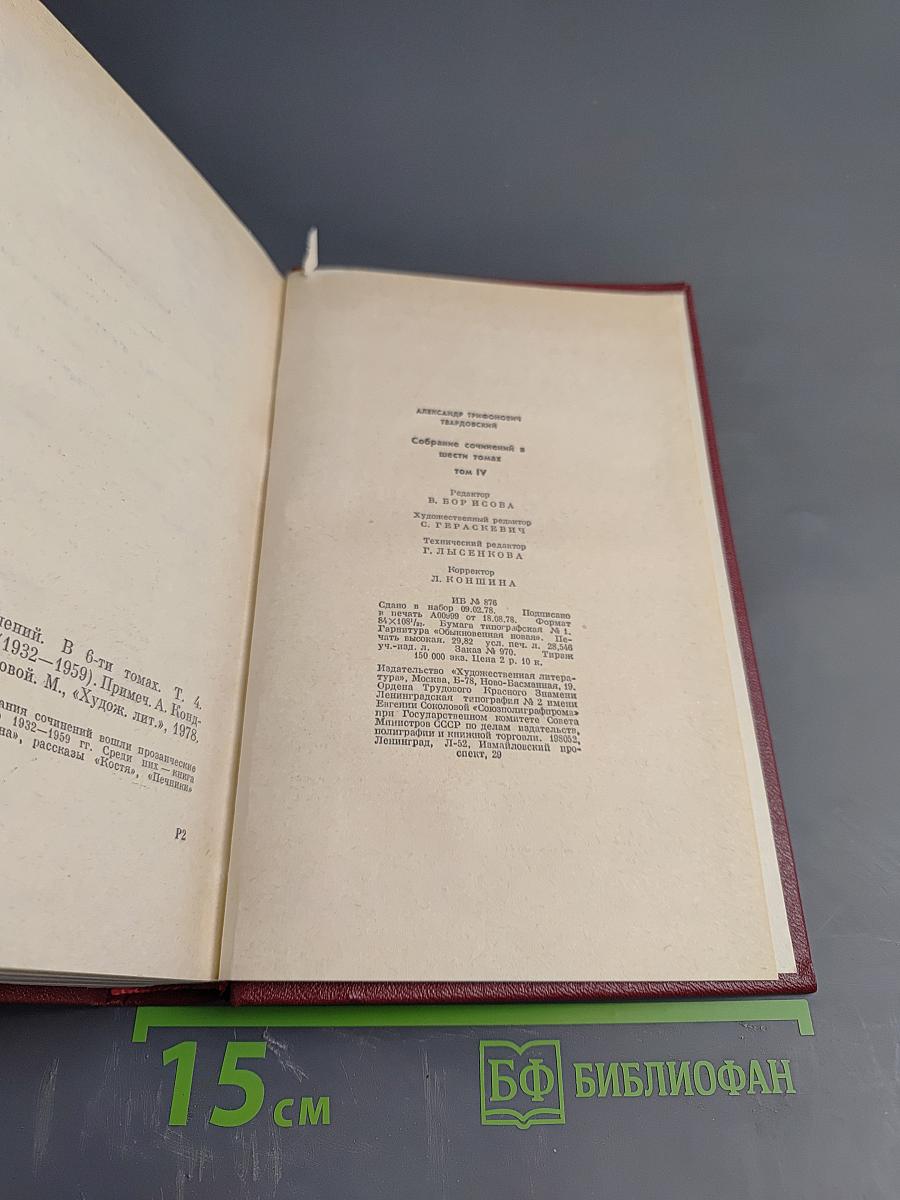 лений. В 6-ти томах. Т. 4.
(1932—1959). Примеч. А. Конд-
овой. М., «Худож. лит.», 1978.
ания сочинений вошли прозаические
1932—1959 гг. Среди них — книга
на», рассказы «Костя», «Печники»
Р2
АЛЕКСАНДР ТРИФОНОВИЧ
ТВАРДОВСКИЙ
Собрание сочинений в
шести томах
том IV
Редактор
В. БОРИСОВА
Художественный редактор
С. ГЕРАСКЕВИЧ
Технический редактор
Г. ЛЫСЕНКОВА
Корректор
Л. КОНШИНА
ИБ № 876
Сдано в набор 09.02.78. Подписано
в печать А00999 от 18.08.78. Формат
84×108¹/₃₂. Бумага типографская № 1.
Гарнитура «Обыкновенная новая». Пе-
чать высокая. 29,82 усл. печ. л. 28,546
уч.-изд. л. Заказ № 970. Тираж
150 000 экз. Цена 2 р. 10 к.
Издательство «Художественная литера-
тура», Москва, Б-78, Ново-Басманная, 19.
Ордена Трудового Красного Знамени
Ленинградская типография № 2 имени
Евгении Соколовой «Союзполиграфпрома»
при Государственном комитете Совета
Министров СССР по делам издательств,
полиграфии и книжной торговли. 198052,
Ленинград, Л-52, Измайловский про-
спект, 29
15 см
БФ БИБЛИОФАН